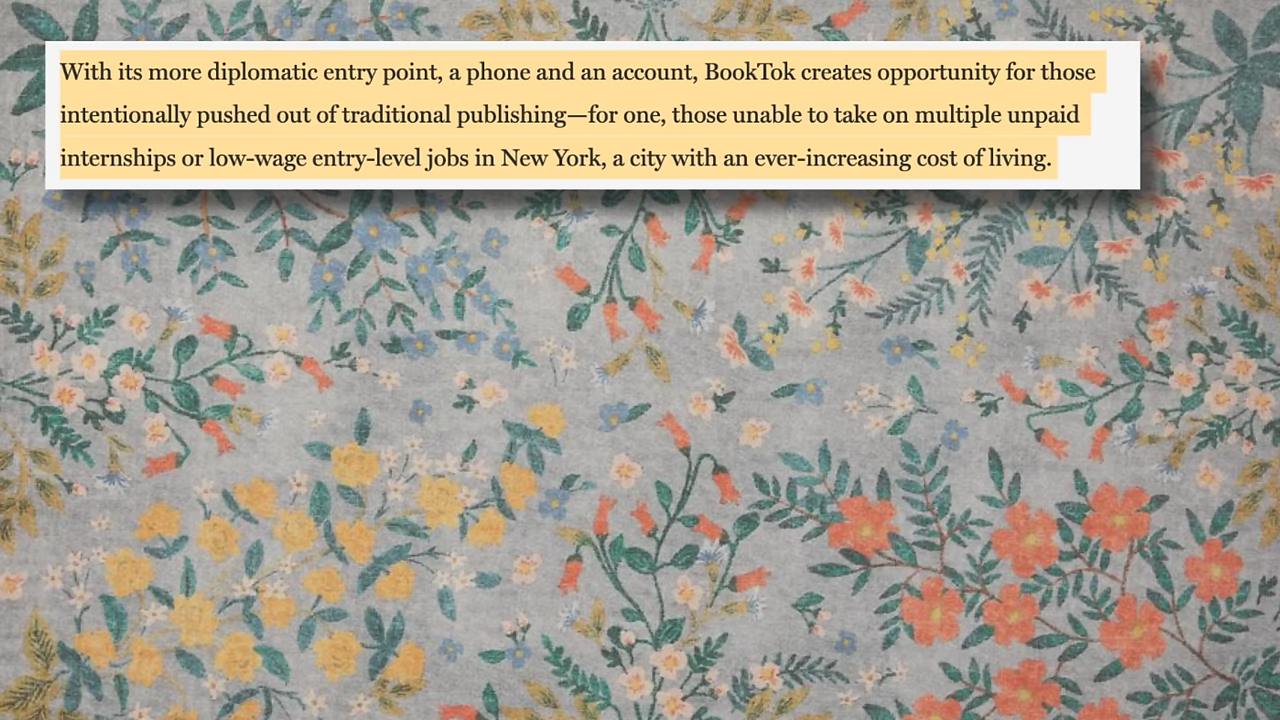 With its more diplomatic entry point, a phone and an account, BookTok creates opportunity for those
intentionally pushed out of traditional publishing—for one, those unable to take on multiple unpaid
internships or low-wage entry-level jobs in New York, a city with an ever-increasing cost of living.